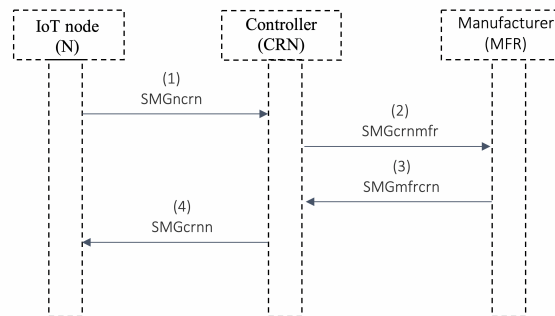 IoT node
(N)
Controller
(CRN)
Manufacturer
(MFR)
(1)
SMGncrn
(2)
SMGcrnmfr
(3)
SMGmfrcrn
(4)
SMGcrnn